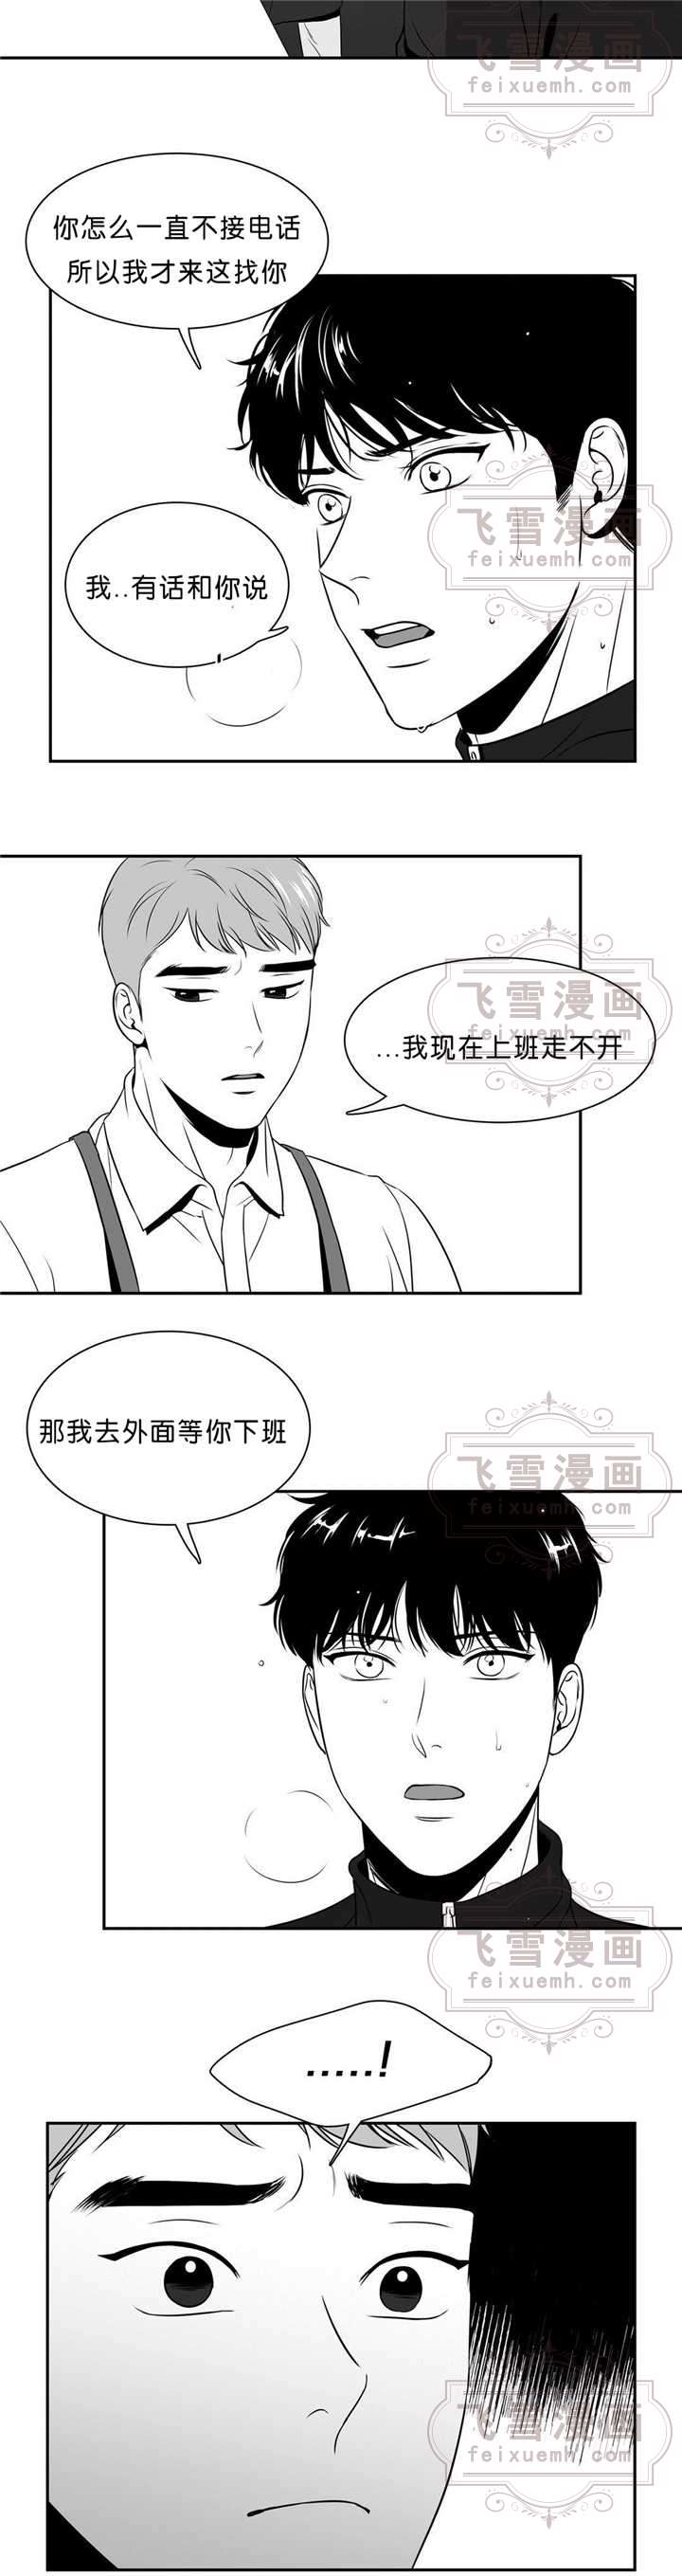 飞雪漫画
feixuemh.com
你怎么一直不接电话
所以我才来这找你
飞雪漫画
feixuemh.com
我..有话和你说
飞雪漫画
feixuemh.com
...我现在上班走不开
那我去外面等你下班
飞雪漫画
feixuemh.com
飞雪漫画
feixuemh.com
.....!
飞雪漫画
feixuemh.com